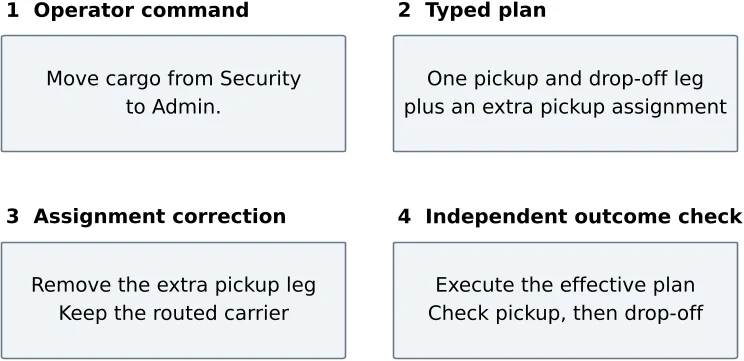 1 Operator command
Move cargo from Security
to Admin.
2 Typed plan
One pickup and drop-off leg
plus an extra pickup assignment
3 Assignment correction
Remove the extra pickup leg
Keep the routed carrier
4 Independent outcome check
Execute the effective plan
Check pickup, then drop-off